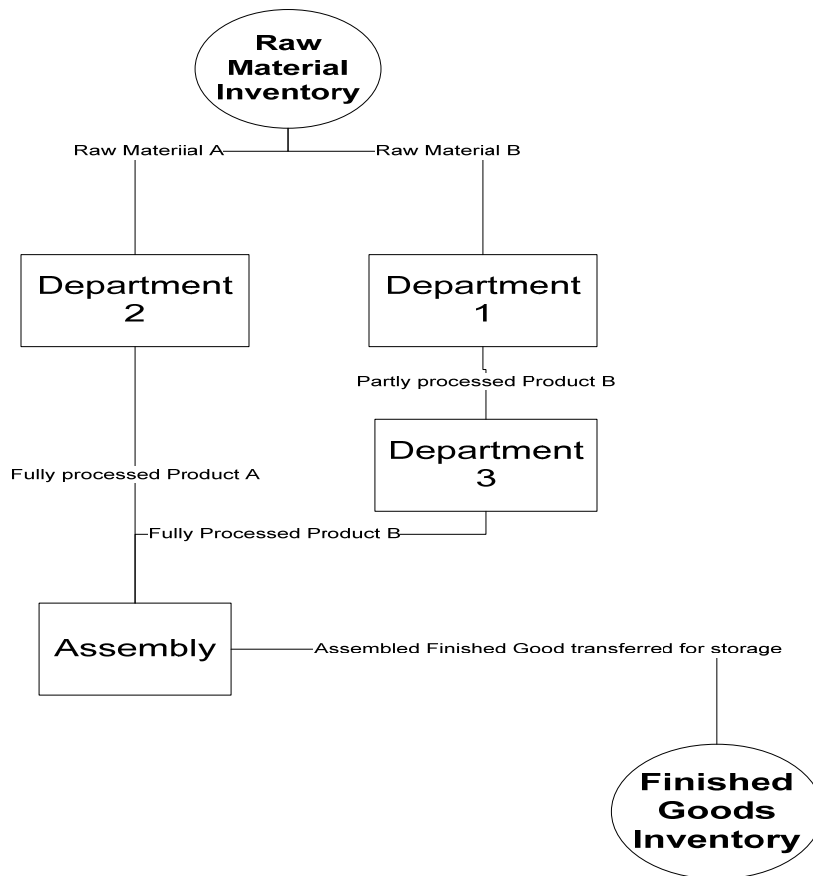 Raw
Material
Inventory
Raw Materiial A
Raw Material B
Department
2
Department
1
Partly processed Product B
Department
3
Fully processed Product A
Fully Processed Product B
Assembly
Assembled Finished Good transferred for storage
Finished
Goods
Inventory